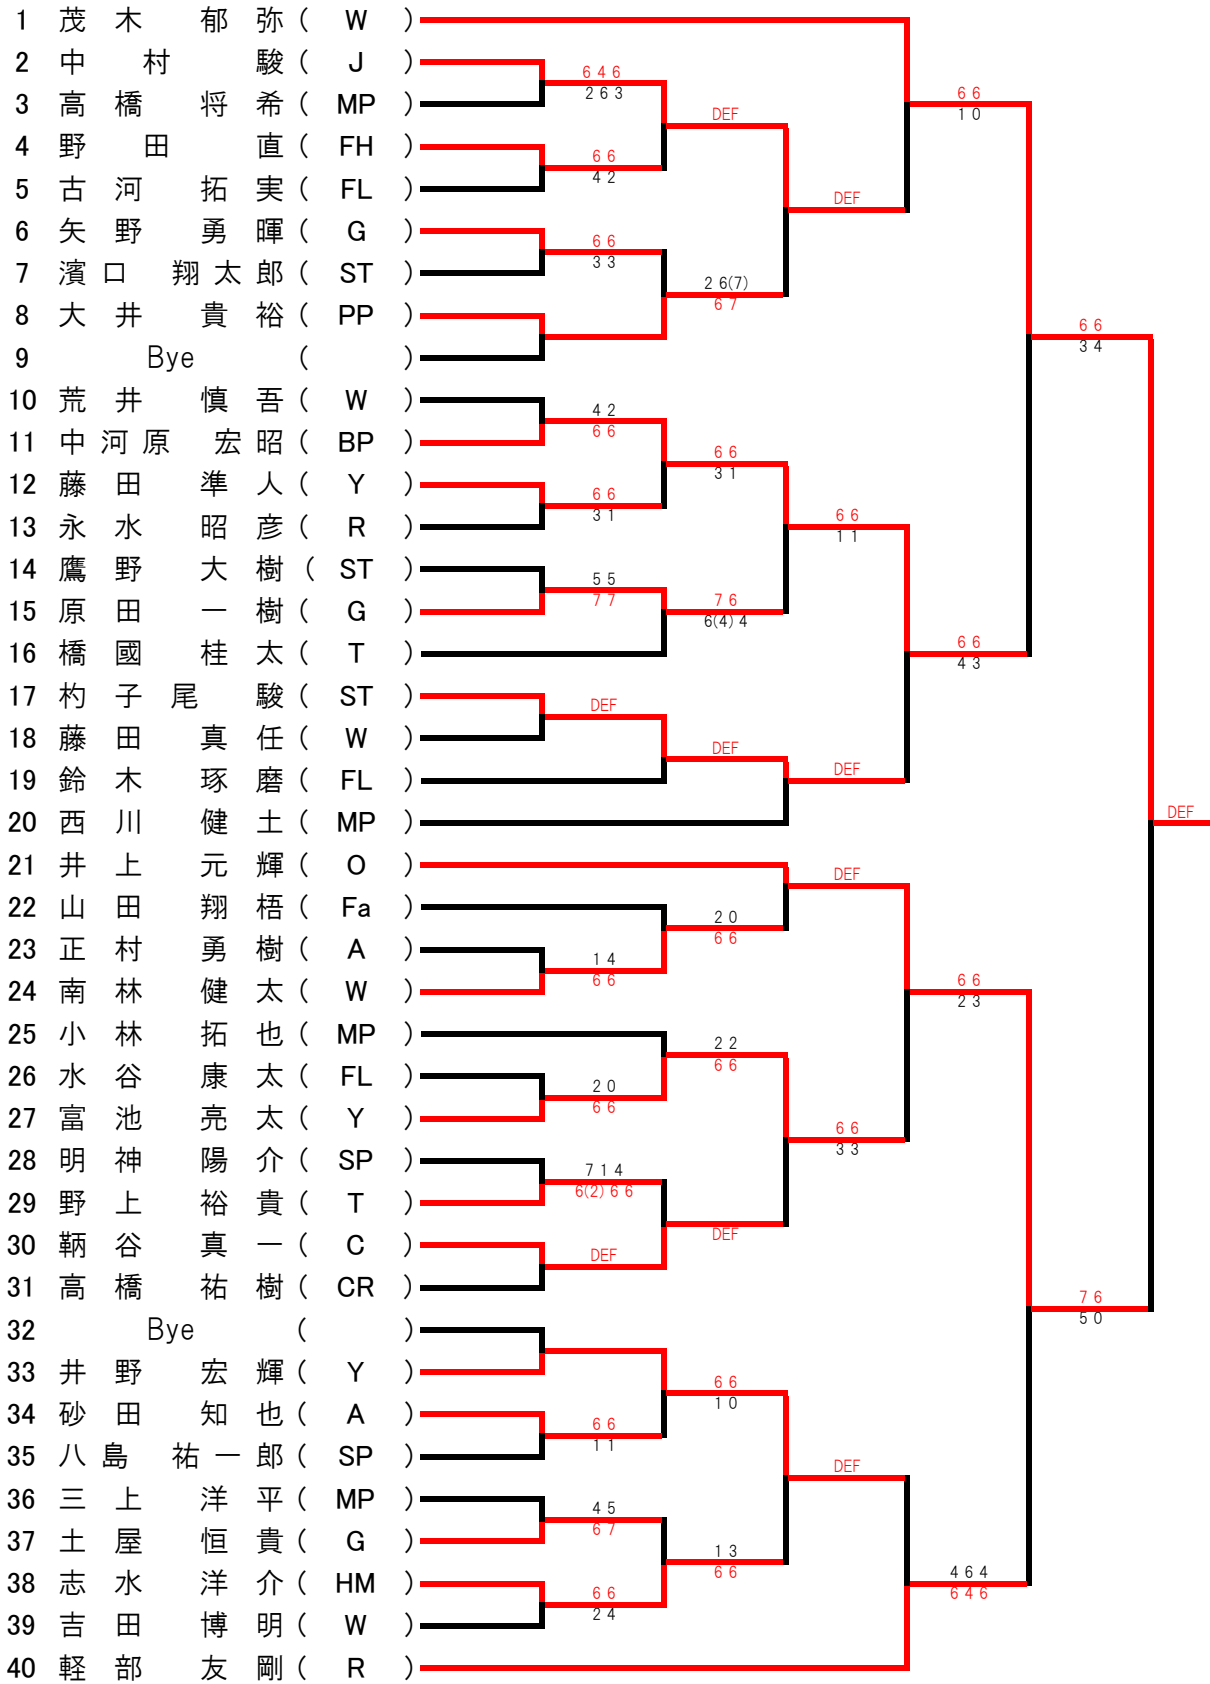 1 茂木 郁弥 ( W )
2 中村 駿 ( J )
6 4 6
3 高橋 将希 ( MP )
2 6 3
6 6
1 0
DEF
4 野田 直 ( FH )
6 6
4 2
5 古河 拓実 ( FL )
DEF
6 矢野 勇暉 ( G )
6 6
3 3
7 濱口 翔太郎 ( ST )
2 6(7)
6 7
8 大井 貴裕 ( PP )
6 6
3 4
9 Bye ( )
10 荒井 慎吾 ( W )
4 2
6 6
11 中河原 宏昭 ( BP )
6 6
3 1
12 藤田 準人 ( Y )
6 6
3 1
13 永水 昭彦 ( R )
6 6
1 1
14 鷹野 大樹 ( ST )
5 5
7 7
15 原田 一樹 ( G )
7 6
6(4) 4
16 橋國 桂太 ( T )
6 6
4 3
17 杓子尾 駿 ( ST )
DEF
18 藤田 真任 ( W )
DEF
19 鈴木 琢磨 ( FL )
DEF
20 西川 健土 ( MP )
DEF
21 井上 元輝 ( O )
DEF
22 山田 翔梧 ( Fa )
2 0
6 6
23 正村 勇樹 ( A )
1 4
6 6
24 南林 健太 ( W )
6 6
2 3
25 小林 拓也 ( MP )
2 2
6 6
26 水谷 康太 ( FL )
2 0
6 6
27 富池 亮太 ( Y )
6 6
3 3
28 明神 陽介 ( SP )
7 1 4
6(2) 6 6
29 野上 裕貴 ( T )
DEF
30 鞆谷 真一 ( C )
DEF
31 高橋 祐樹 ( CR )
7 6
5 0
32 Bye ( )
33 井野 宏輝 ( Y )
6 6
1 0
34 砂田 知也 ( A )
6 6
1 1
35 八島 祐一郎 ( SP )
DEF
36 三上 洋平 ( MP )
4 5
6 7
37 土屋 恒貴 ( G )
1 3
6 6
38 志水 洋介 ( HM )
4 6 4
6 4 6
6 6
2 4
39 吉田 博明 ( W )
40 軽部 友剛 ( R )